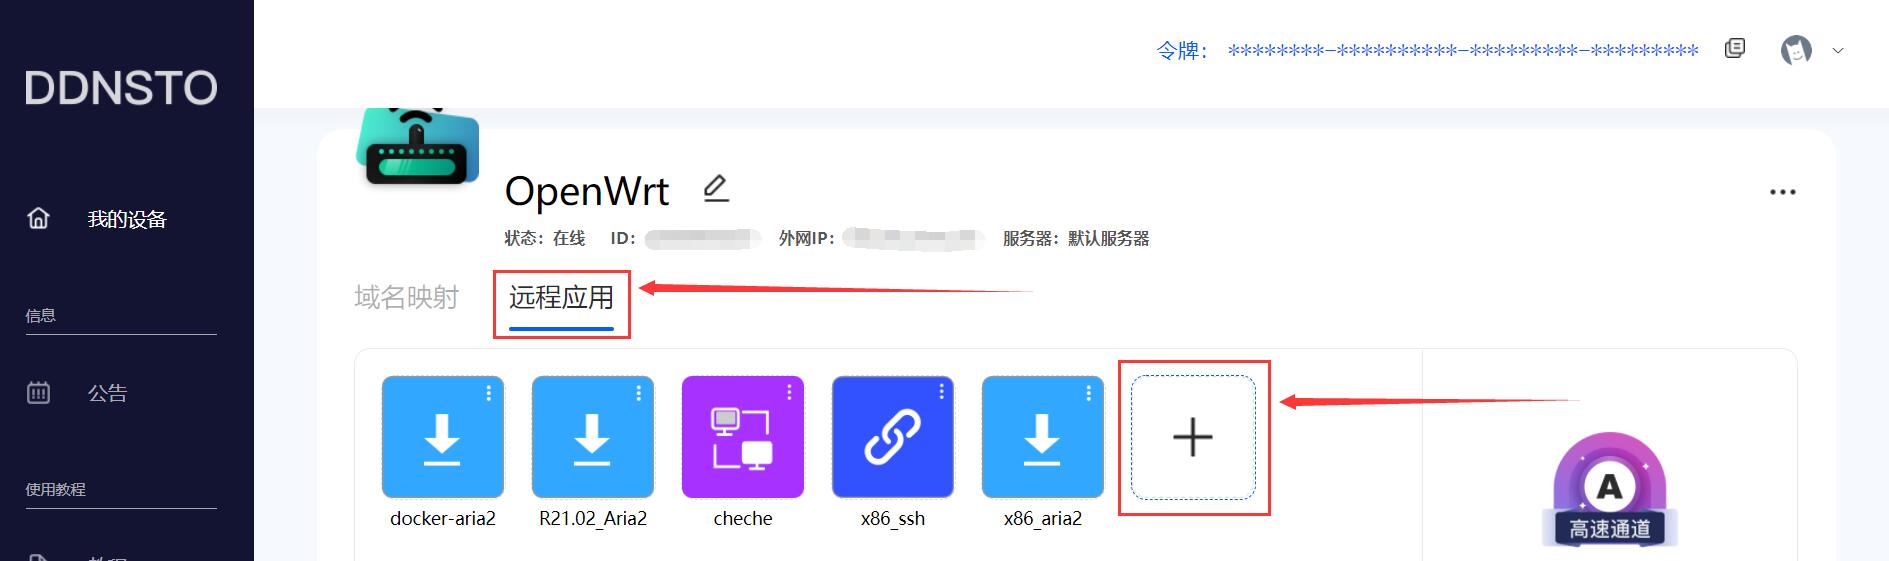 DDNSTO
令牌： ********-**********-*********-*********
我的设备
信息
公告
使用教程
OpenWrt
状态：在线 ID： 外网IP： 服务器：默认服务器
域名映射 远程应用
docker-aria2 R21.02_Aria2 cheche x86_ssh x86_aria2
A
高速通道